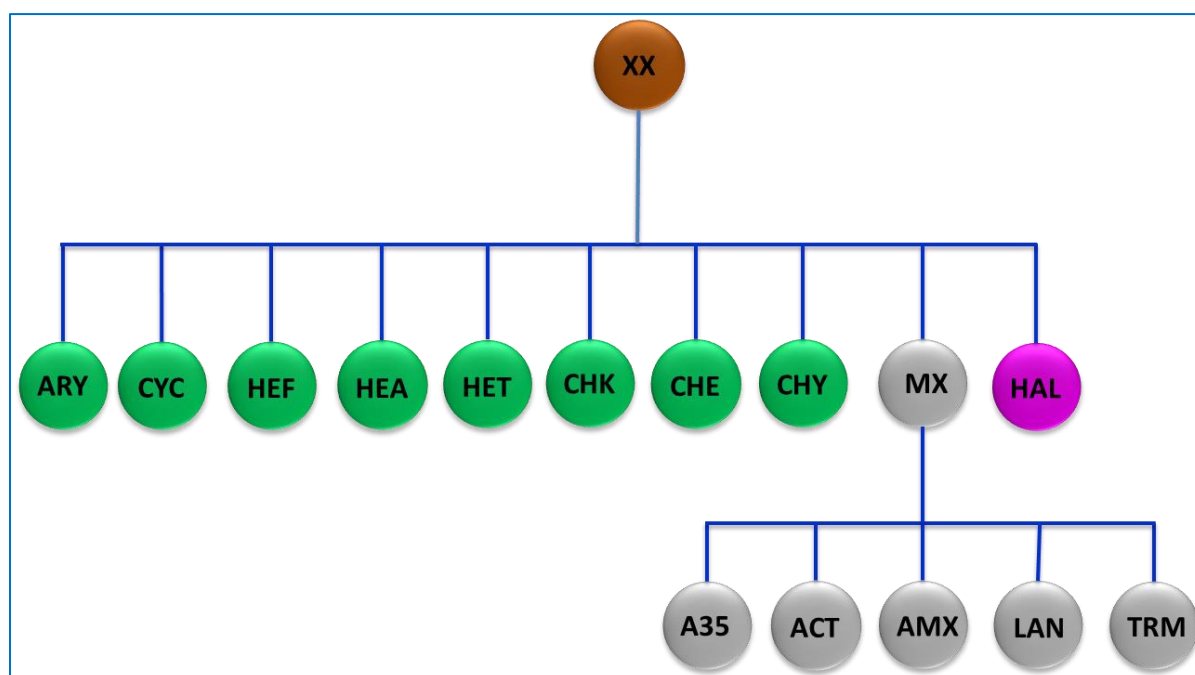 XX
ARY CYC HEF HEA HET CHK CHE CHY MX HAL
A35 ACT AMX LAN TRM